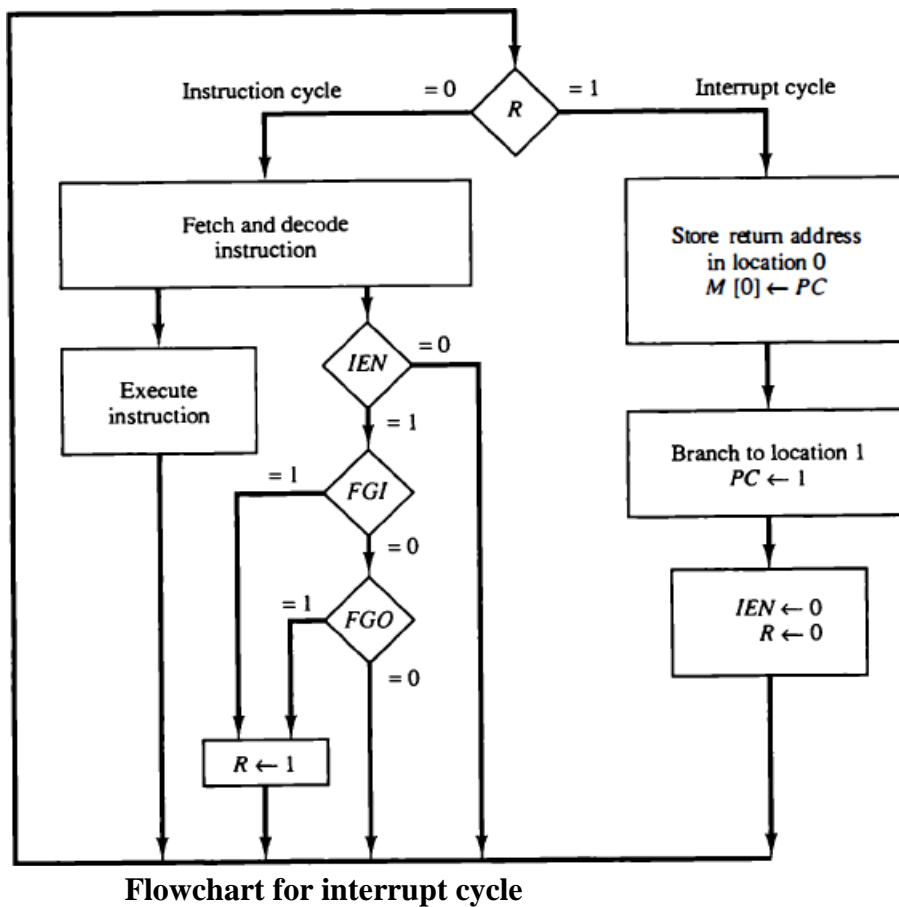 Instruction cycle
= 0
R
= 1
Interrupt cycle
Fetch and decode
instruction
Store return address
in location 0
M [0] ← PC
Execute
instruction
IEN
= 0
= 1
= 1
FGI
= 0
Branch to location 1
PC ← 1
= 1
FGO
= 0
IEN ← 0
R ← 0
R ← 1
Flowchart for interrupt cycle